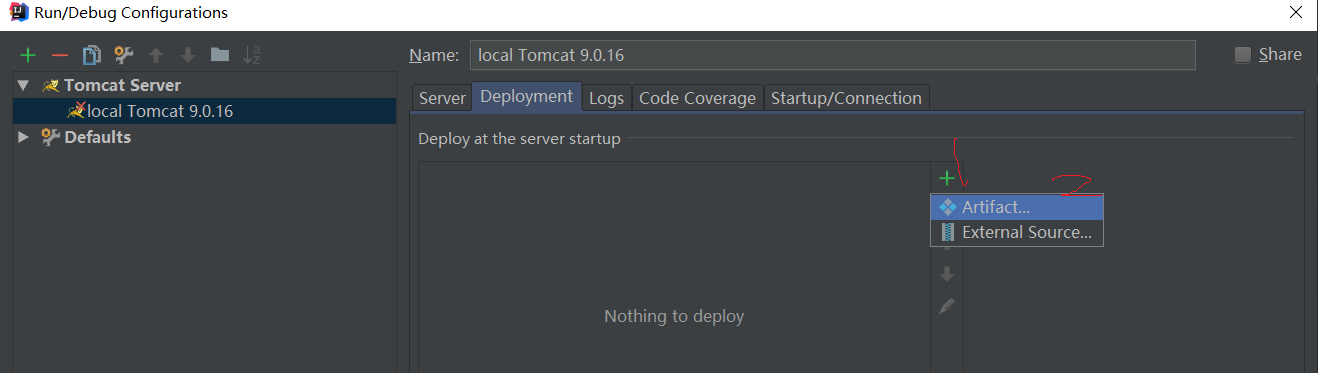 Run/Debug Configurations
Name: local Tomcat 9.0.16 Share
Tomcat Server
local Tomcat 9.0.16
Defaults
Server Deployment Logs Code Coverage Startup/Connection
Deploy at the server startup
Artifact...
External Source...
Nothing to deploy